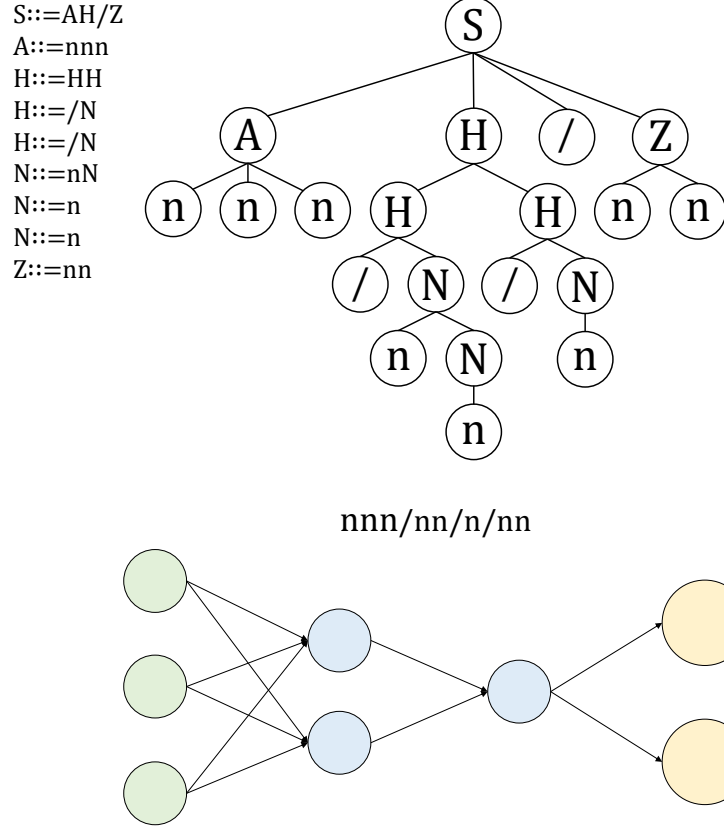 S::=AH/Z
A::=nnn
H::=HH
H::=/N
H::=/N
N::=nN
N::=n
N::=n
Z::=nn
S
A H / Z
n n n H H n n
/ N / N
n N n
n
nnn/nn/n/nn